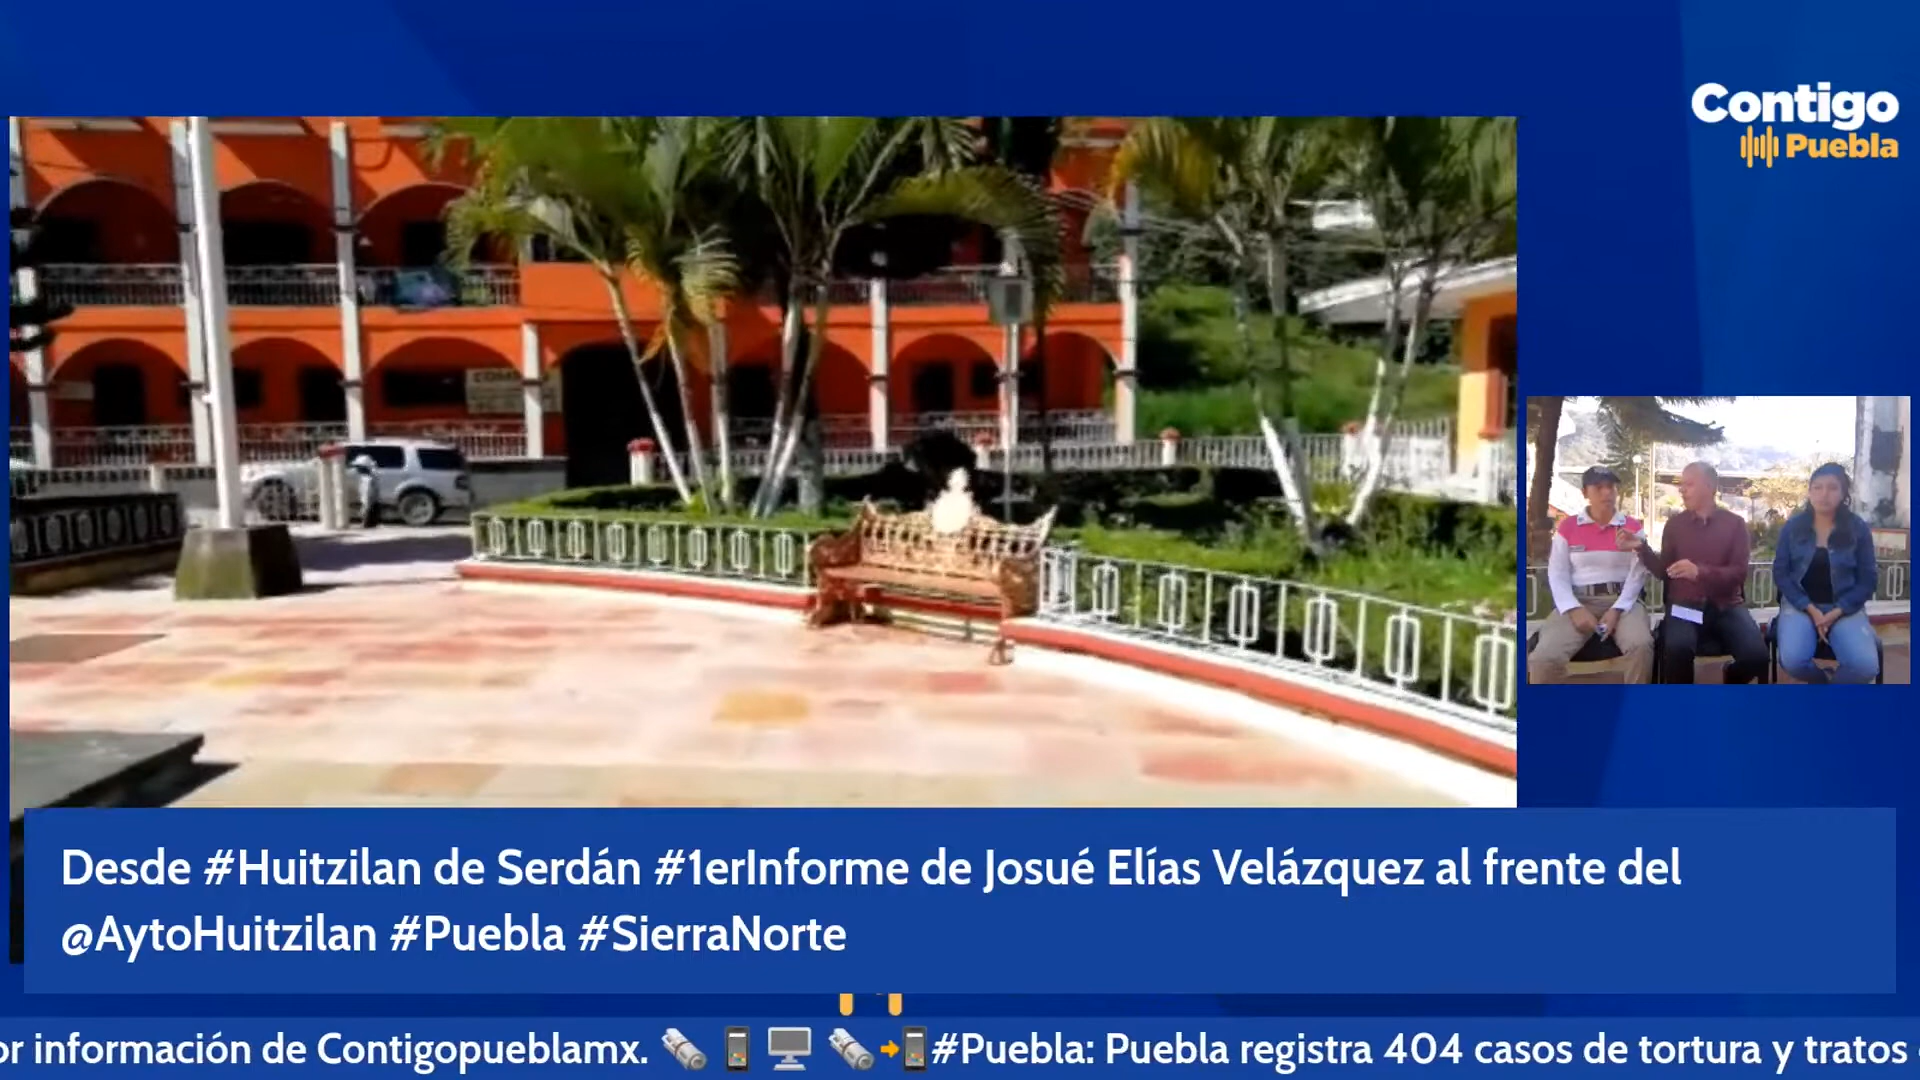 Contigo
Puebla
Desde #Huitzilan de Serdán #1erInforme de Josué Elías Velázquez al frente del
@AytoHuitzilan #Puebla #SierraNorte
or información de Contigopueblamx. 🗞️ 📱 🖥️ 🗞️📲#Puebla: Puebla registra 404 casos de tortura y tratos